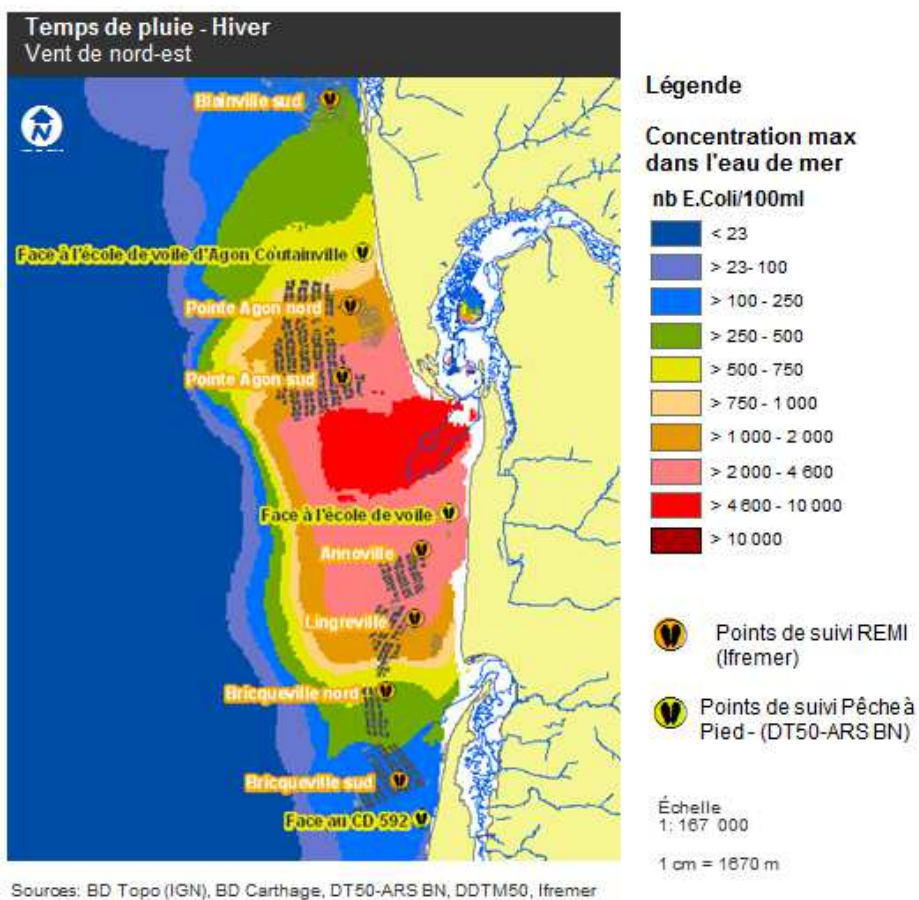 Temps de pluie - Hiver
Vent de nord-est
N
Blainville sud
Face à l'école de voile d'Agon Coutainville
Pointe Agon nord
Pointe Agon sud
Face à l'école de voile
Annoville
Lingreville
Bricqueville nord
Bricqueville sud
Face au CD 592
Légende
Concentration max
dans l'eau de mer
nb E.Coli/100ml
< 23
> 23- 100
> 100 - 250
> 250 - 500
> 500 - 750
> 750 - 1 000
> 1 000 - 2 000
> 2 000 - 4 600
> 4 600 - 10 000
> 10 000
Points de suivi REMI
(Ifremer)
Points de suivi Pêche à
Pied - (DT50-ARS BN)
Échelle
1: 167 000
1 cm = 1670 m
Sources: BD Topo (IGN), BD Carthage, DT50-ARS BN, DDTM50, Ifremer